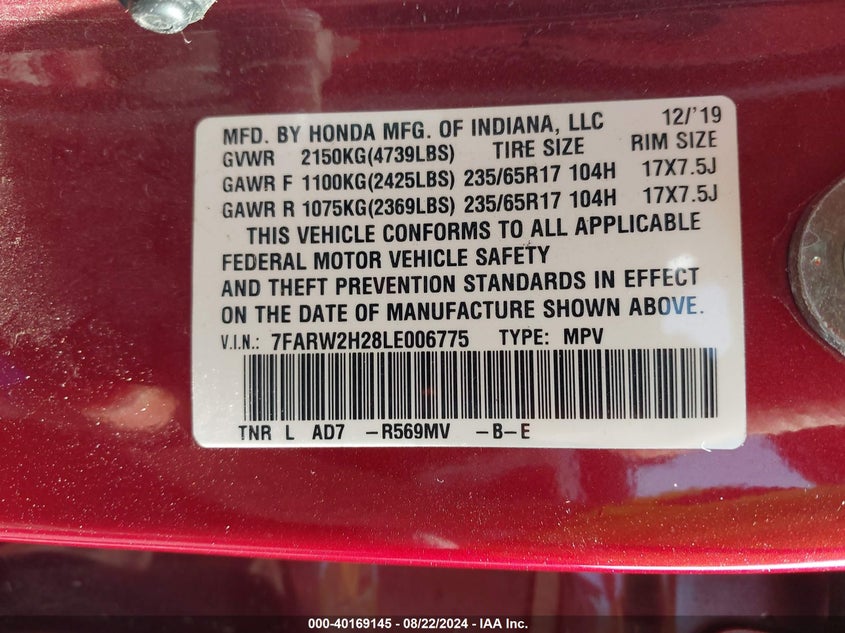 MFD. BY HONDA MFG. OF INDIANA, LLC 12/'19
GVWR 2150KG(4739LBS) TIRE SIZE RIM SIZE
GAWR F 1100KG(2425LBS) 235/65R17 104H 17X7.5J
GAWR R 1075KG(2369LBS) 235/65R17 104H 17X7.5J
THIS VEHICLE CONFORMS TO ALL APPLICABLE
FEDERAL MOTOR VEHICLE SAFETY
AND THEFT PREVENTION STANDARDS IN EFFECT
ON THE DATE OF MANUFACTURE SHOWN ABOVE.
V.I.N.: 7FARW2H28LE006775 TYPE: MPV
TNR L AD7 -R569MV -B-E
000-40169145 - 08/22/2024 - IAA Inc.